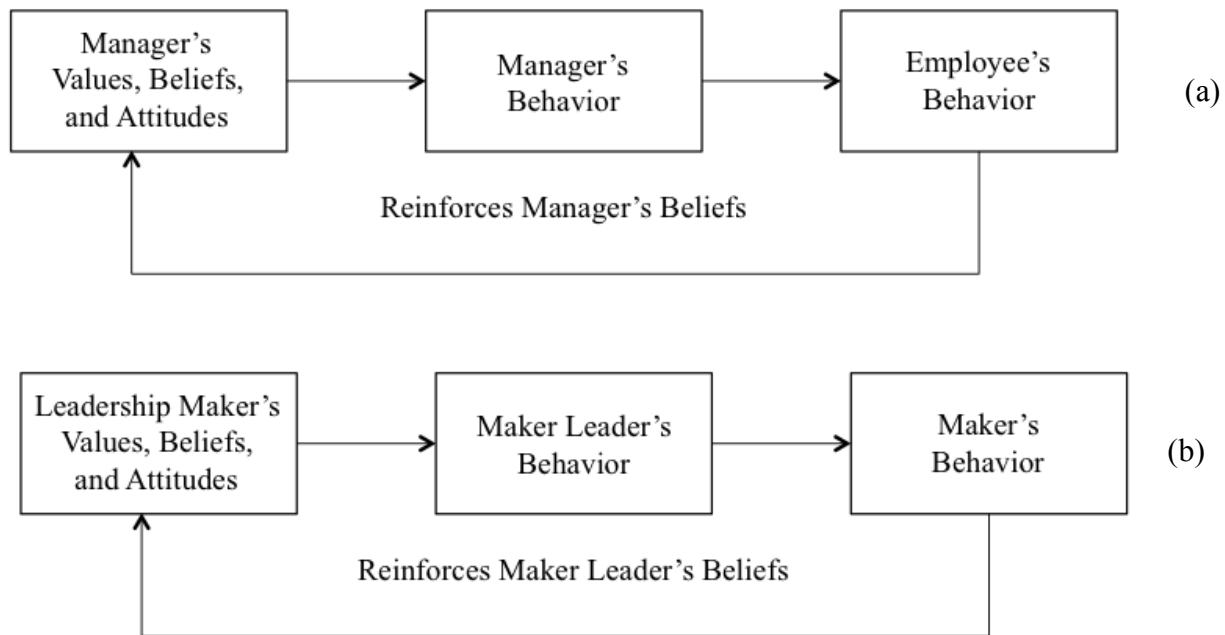 Manager’s
Values, Beliefs,
and Attitudes
Manager’s
Behavior
Employee’s
Behavior
(a)
Reinforces Manager’s Beliefs
Leadership Maker’s
Values, Beliefs,
and Attitudes
Maker Leader’s
Behavior
Maker’s
Behavior
(b)
Reinforces Maker Leader’s Beliefs